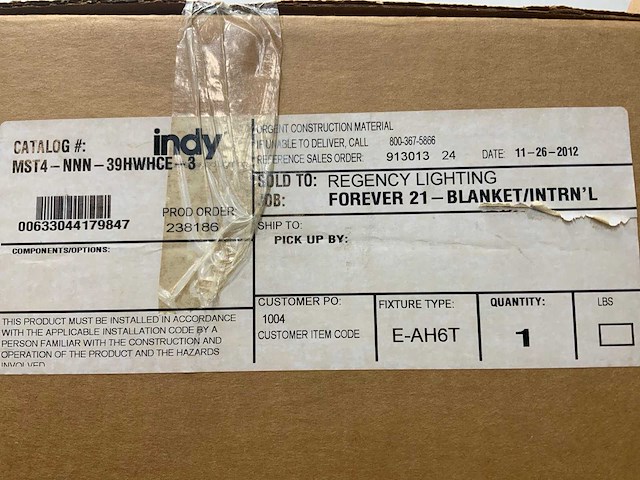 CATALOG #:
indy
MST4-NNN-39HWHCE-3
00633044179847
PROD ORDER
238186
COMPONENTS/OPTIONS:
THIS PRODUCT MUST BE INSTALLED IN ACCORDANCE
WITH THE APPLICABLE INSTALLATION CODE BY A
PERSON FAMILIAR WITH THE CONSTRUCTION AND
OPERATION OF THE PRODUCT AND THE HAZARDS
INVOLVED
URGENT CONSTRUCTION MATERIAL
IF UNABLE TO DELIVER, CALL 800-367-5866
REFERENCE SALES ORDER: 913013 24 DATE: 11-26-2012
SOLD TO: REGENCY LIGHTING
JOB: FOREVER 21-BLANKET/INTRN'L
SHIP TO:
PICK UP BY:
CUSTOMER PO:
1004
CUSTOMER ITEM CODE
FIXTURE TYPE:
E-AH6T
QUANTITY:
1
LBS